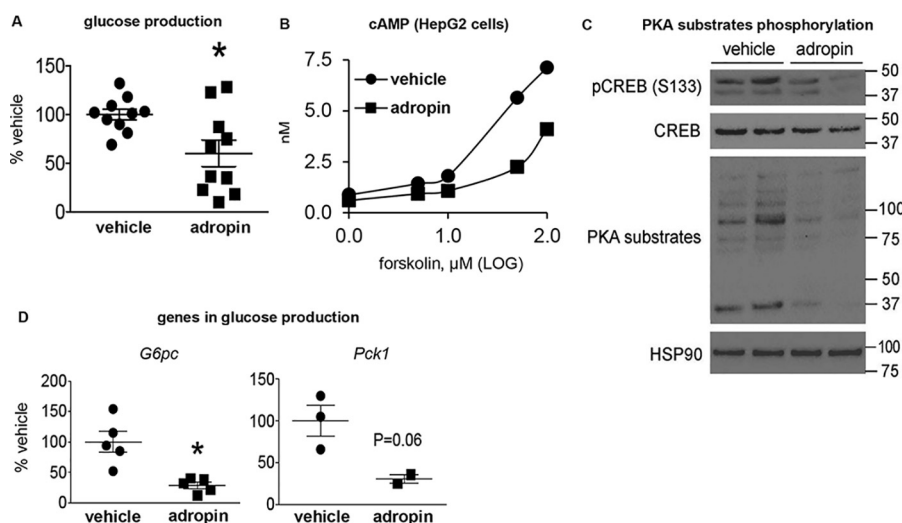 A
glucose production
*
% vehicle
150
100
50
0
vehicle
adropin
B
cAMP (HepG2 cells)
vehicle
adropin
nM
7.5
5.0
2.5
0.0
0.0
1.0
2.0
forskolin, µM (LOG)
C
PKA substrates phosphorylation
vehicle
adropin
pCREB (S133)
50
37
CREB
50
37
PKA substrates
100
75
50
37
HSP90
100
75
D
genes in glucose production
G6pc
% vehicle
200
150
100
50
0
*
vehicle
adropin
Pck1
150
100
50
0
P=0.06
vehicle
adropin